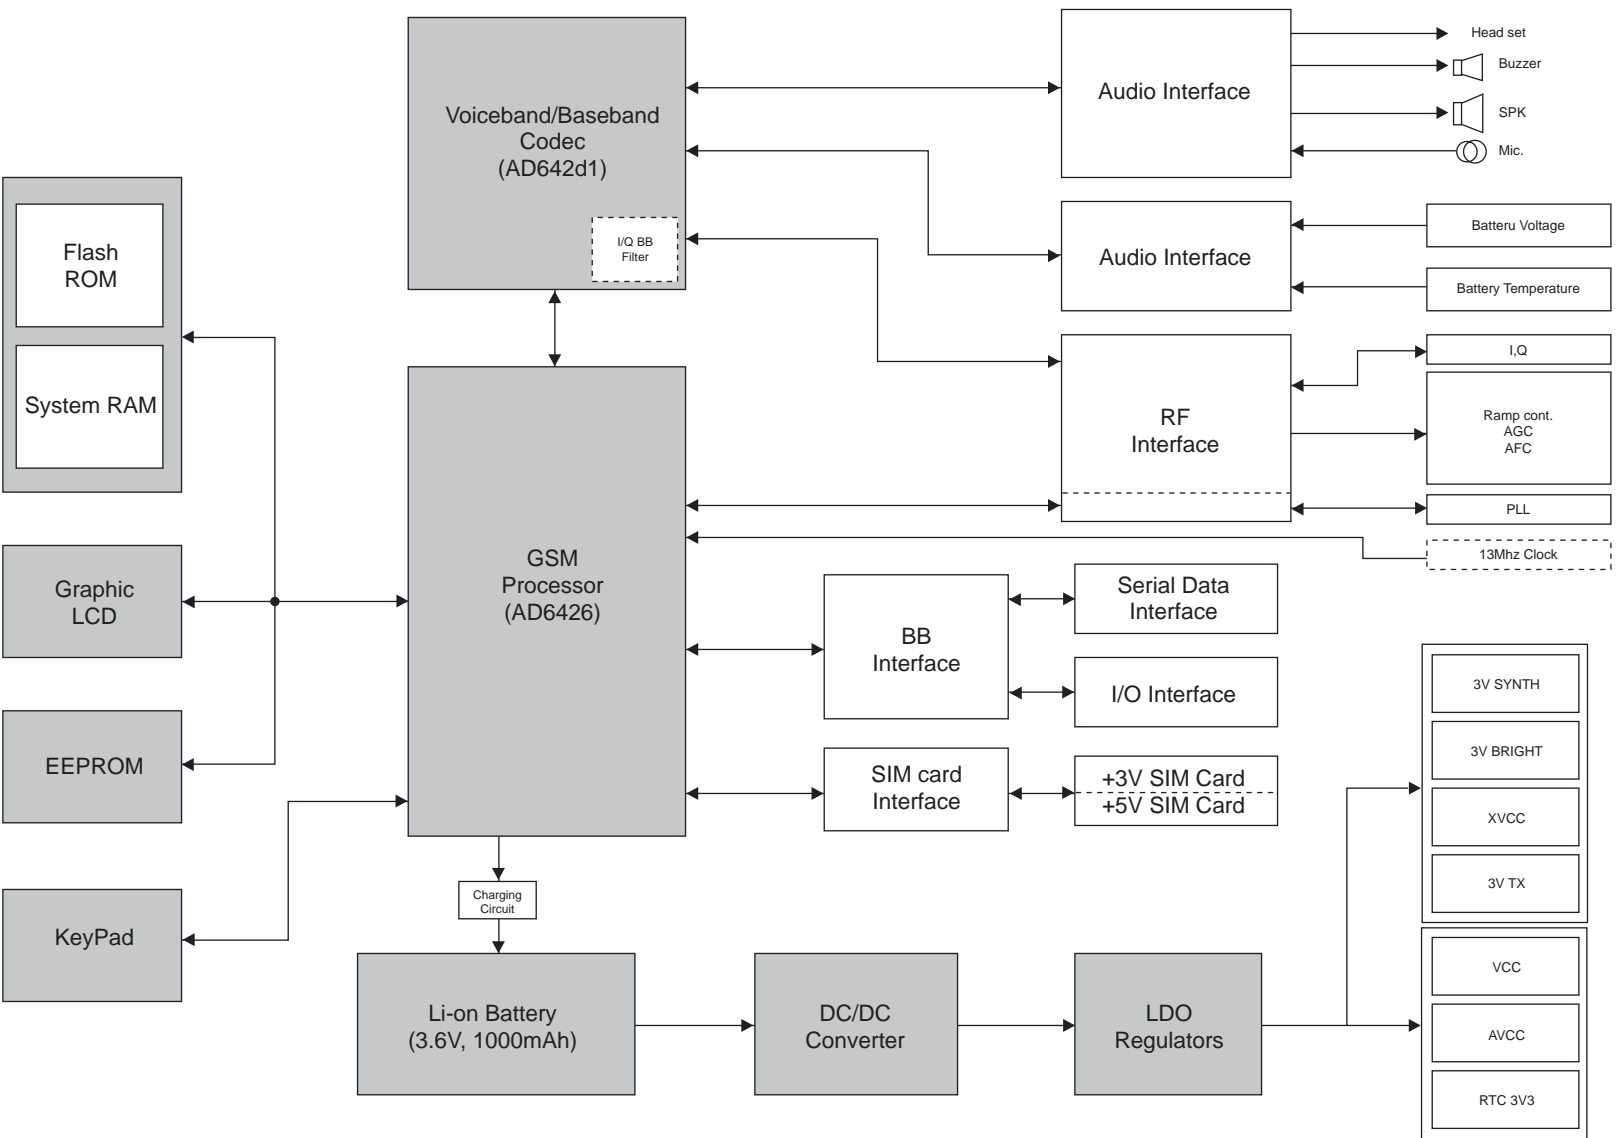 Voiceband/Baseband
Codec
(AD642d1)
I/Q BB
Filter
Audio Interface
Head set
Buzzer
SPK
Mic.
Audio Interface
Batteru Voltage
Battery Temperature
Flash
ROM
System RAM
RF
Interface
I,Q
Ramp cont.
AGC
AFC
PLL
13Mhz Clock
Graphic
LCD
GSM
Processor
(AD6426)
BB
Interface
Serial Data
Interface
I/O Interface
EEPROM
SIM card
Interface
+3V SIM Card
+5V SIM Card
KeyPad
Charging
Circuit
Li-on Battery
(3.6V, 1000mAh)
DC/DC
Converter
LDO
Regulators
3V SYNTH
3V BRIGHT
XVCC
3V TX
VCC
AVCC
RTC 3V3